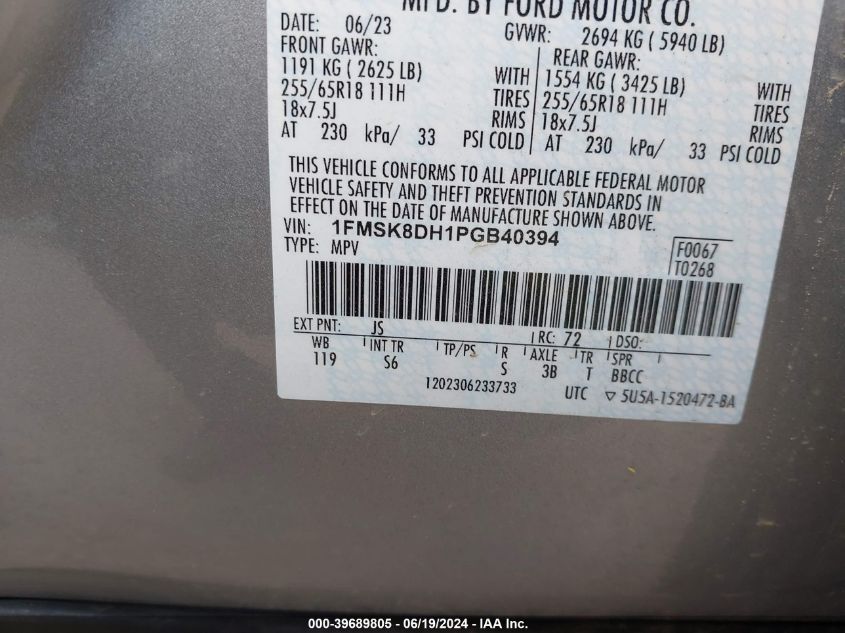 MFD. BY FORD MOTOR CO.
DATE: 06/23 GVWR: 2694 KG ( 5940 LB)
FRONT GAWR: REAR GAWR:
1191 KG ( 2625 LB) WITH 1554 KG ( 3425 LB) WITH
255/65R18 111H TIRES 255/65R18 111H TIRES
18x7.5J RIMS 18x7.5J RIMS
AT 230 kPa/ 33 PSI COLD AT 230 kPa/ 33 PSI COLD
THIS VEHICLE CONFORMS TO ALL APPLICABLE FEDERAL MOTOR
VEHICLE SAFETY AND THEFT PREVENTION STANDARDS IN
EFFECT ON THE DATE OF MANUFACTURE SHOWN ABOVE.
VIN: 1FMSK8DH1PGB40394
TYPE: MPV F0067
T0268
EXT PNT: JS RC: 72 DSO:
WB INT TR TP/PS R AXLE TR SPR
119 S6 S 3B T BBCC
1202306233733 UTC ▽ 5U5A-1520472-BA
000-39689805 - 06/19/2024 - IAA Inc.